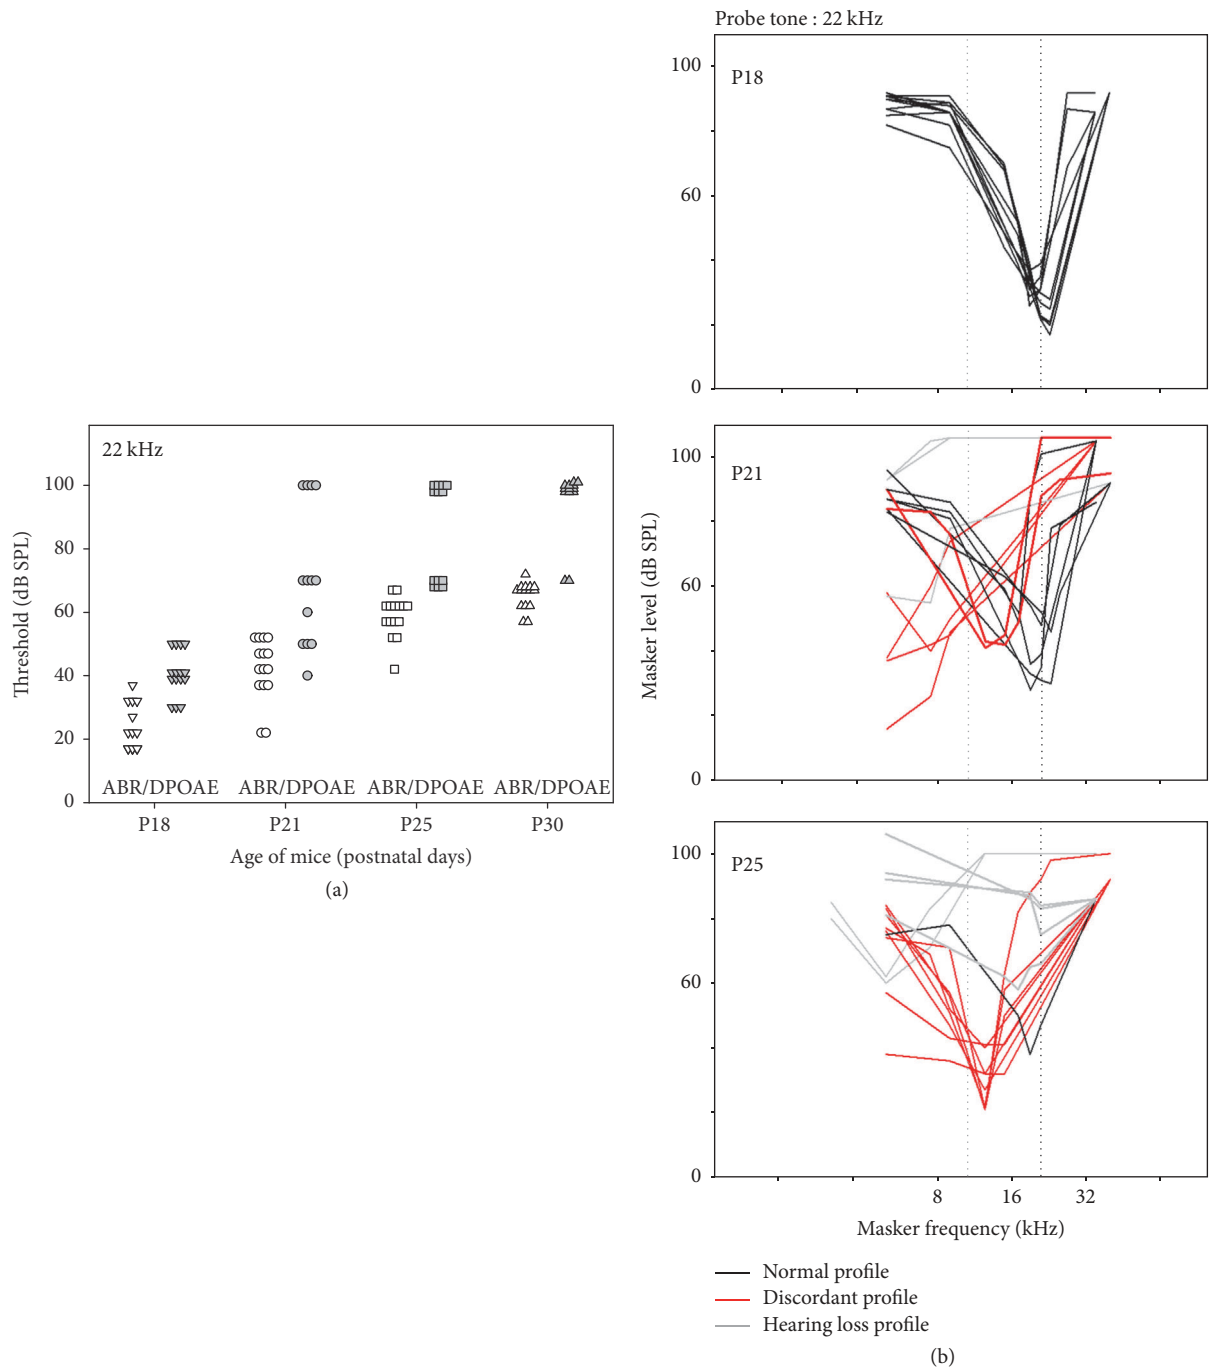 22 kHz
100
80
60
40
20
0
Threshold (dB SPL)
ABR/DPOAE ABR/DPOAE ABR/DPOAE ABR/DPOAE
P18 P21 P25 P30
Age of mice (postnatal days)
(a)
Probe tone : 22 kHz
P18
100
60
0
P21
100
60
0
Masker level (dB SPL)
P25
100
60
0
8 16 32
Masker frequency (kHz)
Normal profile
Discordant profile
Hearing loss profile
(b)